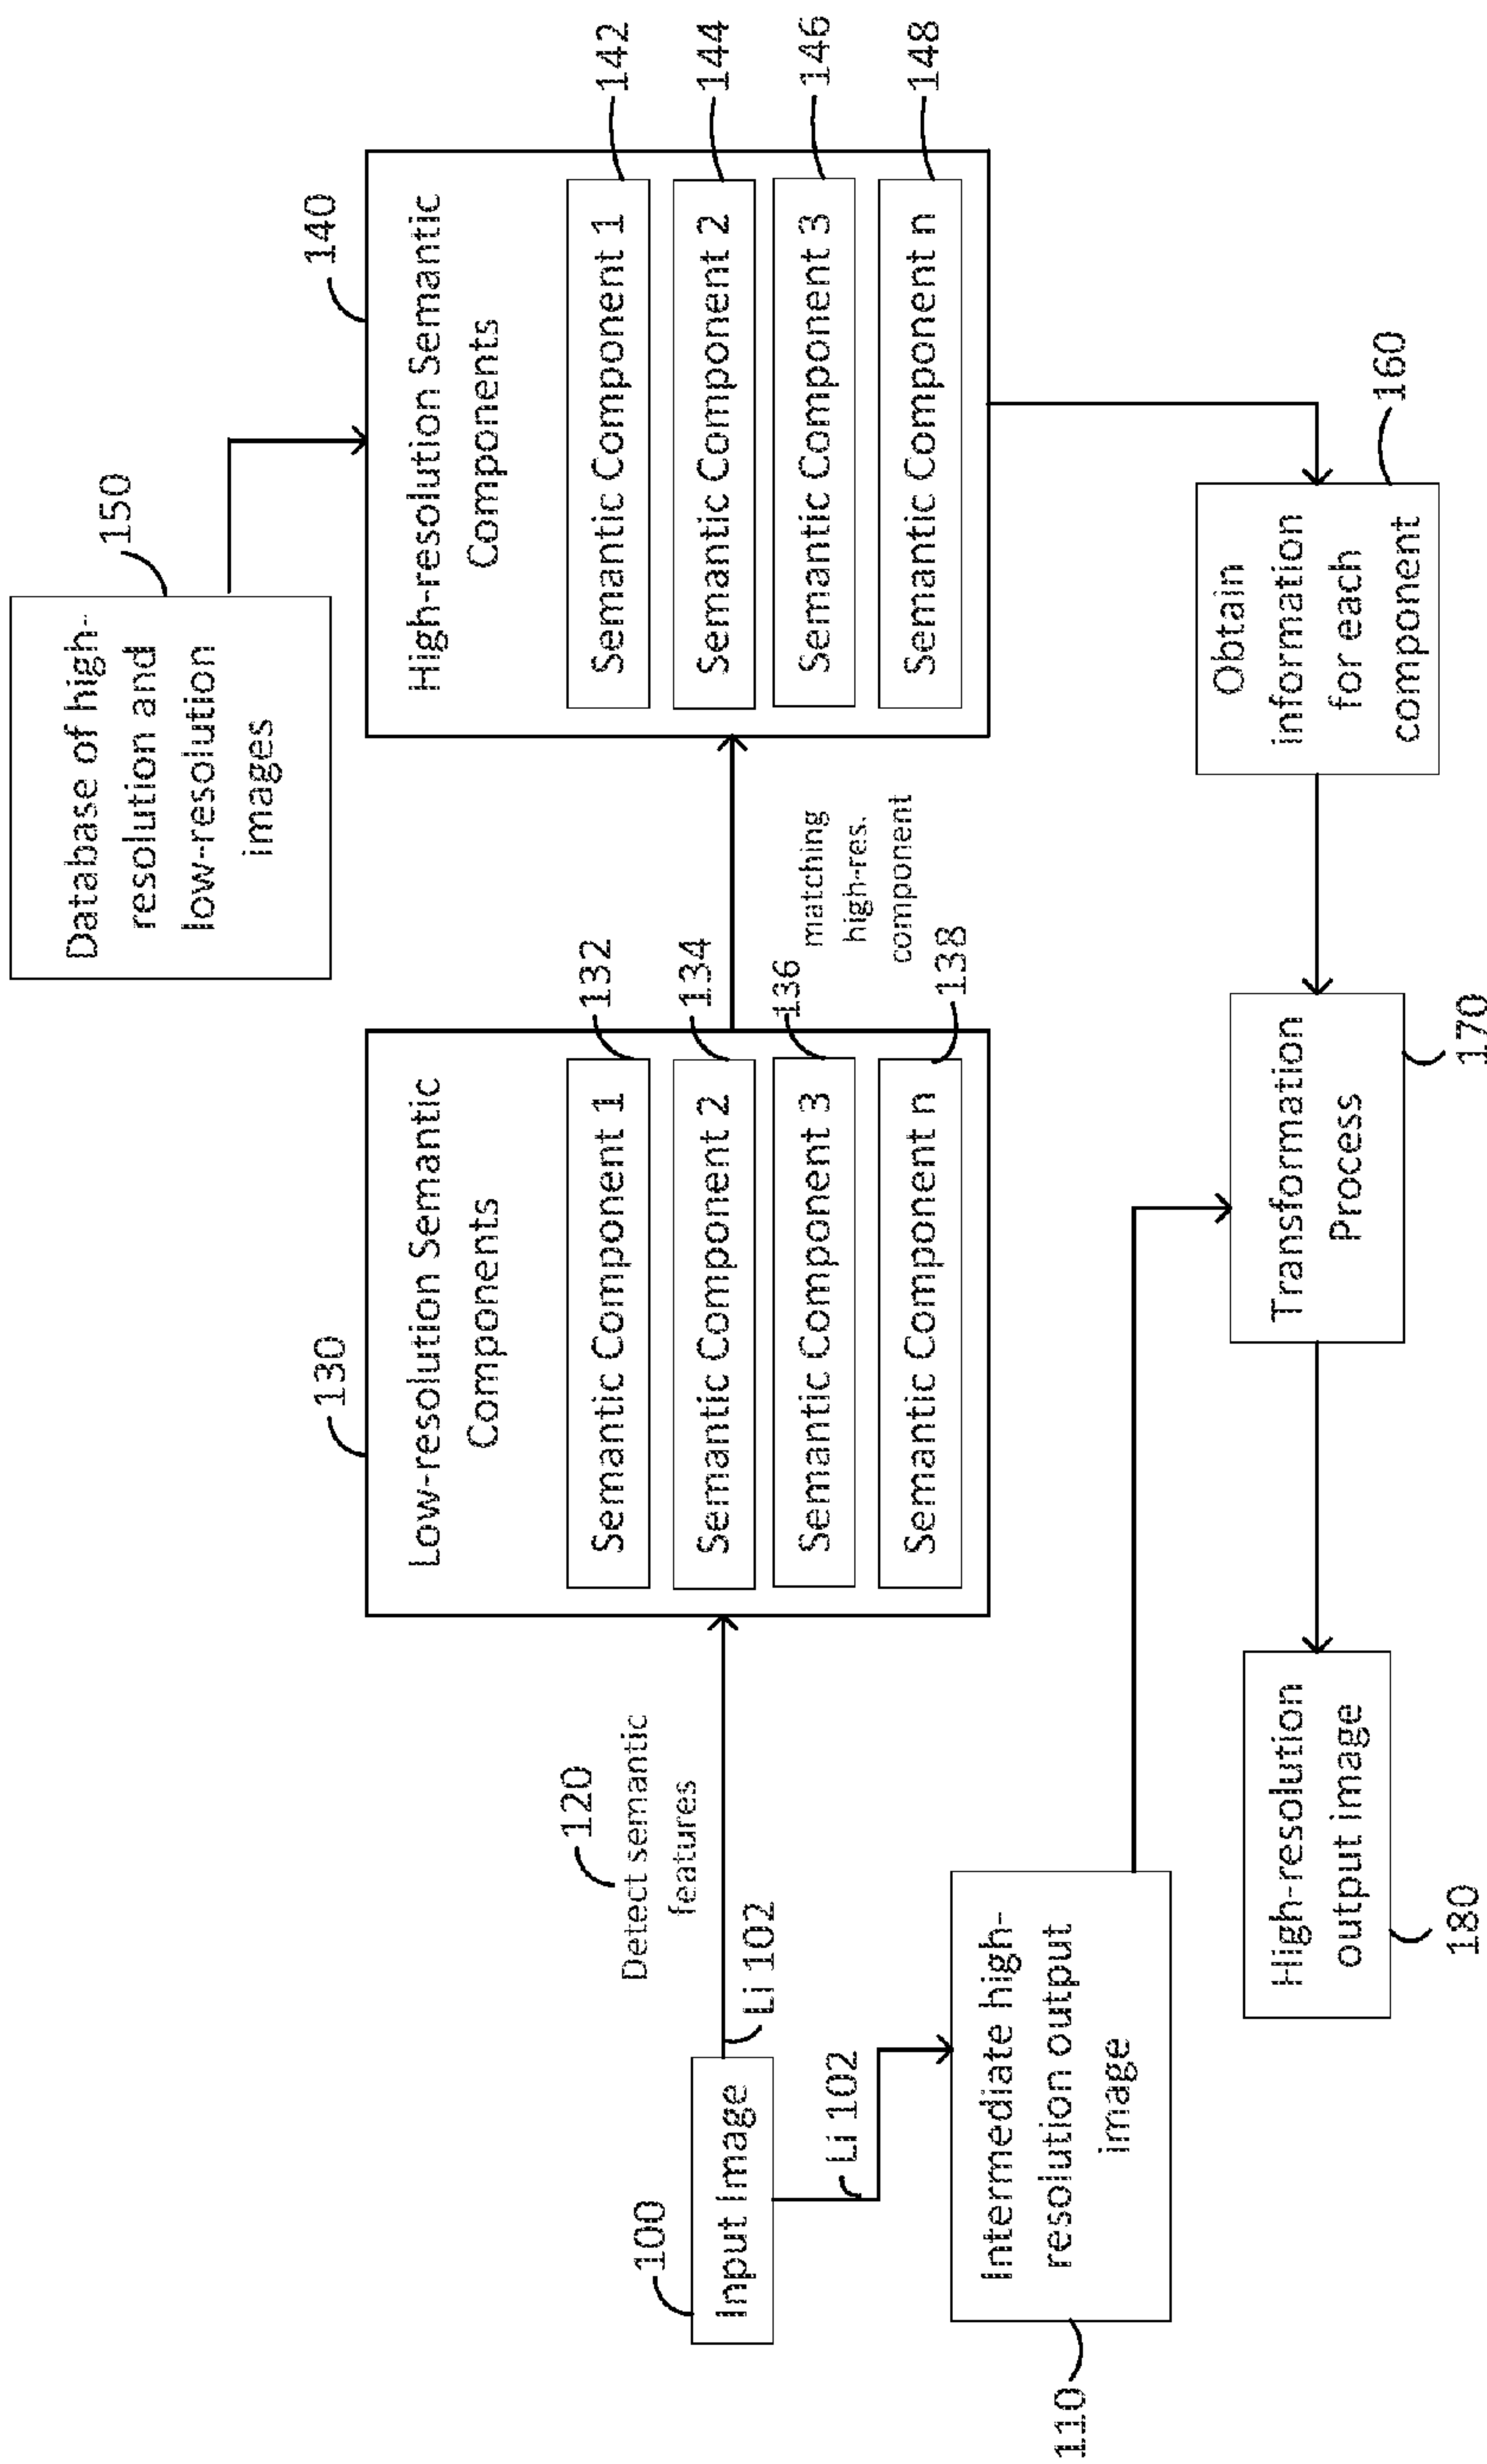 150
Database of high-
resolution and
low-resolution
images
130
Low-resolution Semantic
Components
Semantic Component 1
132
Semantic Component 2
134
Semantic Component 3
136
Semantic Component n
138
matching
high-res.
component
140
High-resolution Semantic
Components
Semantic Component 1
142
Semantic Component 2
144
Semantic Component 3
146
Semantic Component n
148
120
Detect semantic
features
100
Input Image
Li 102
Li 102
110
Intermediate high-
resolution output
image
180
High-resolution
output image
170
Transformation
Process
160
Obtain
information
for each
component